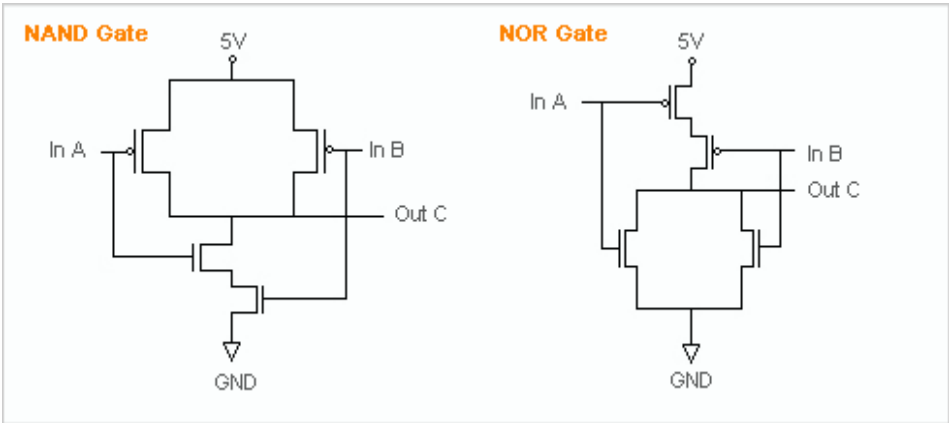 NAND Gate
5V
In A
In B
Out C
GND
NOR Gate
5V
In A
In B
Out C
GND